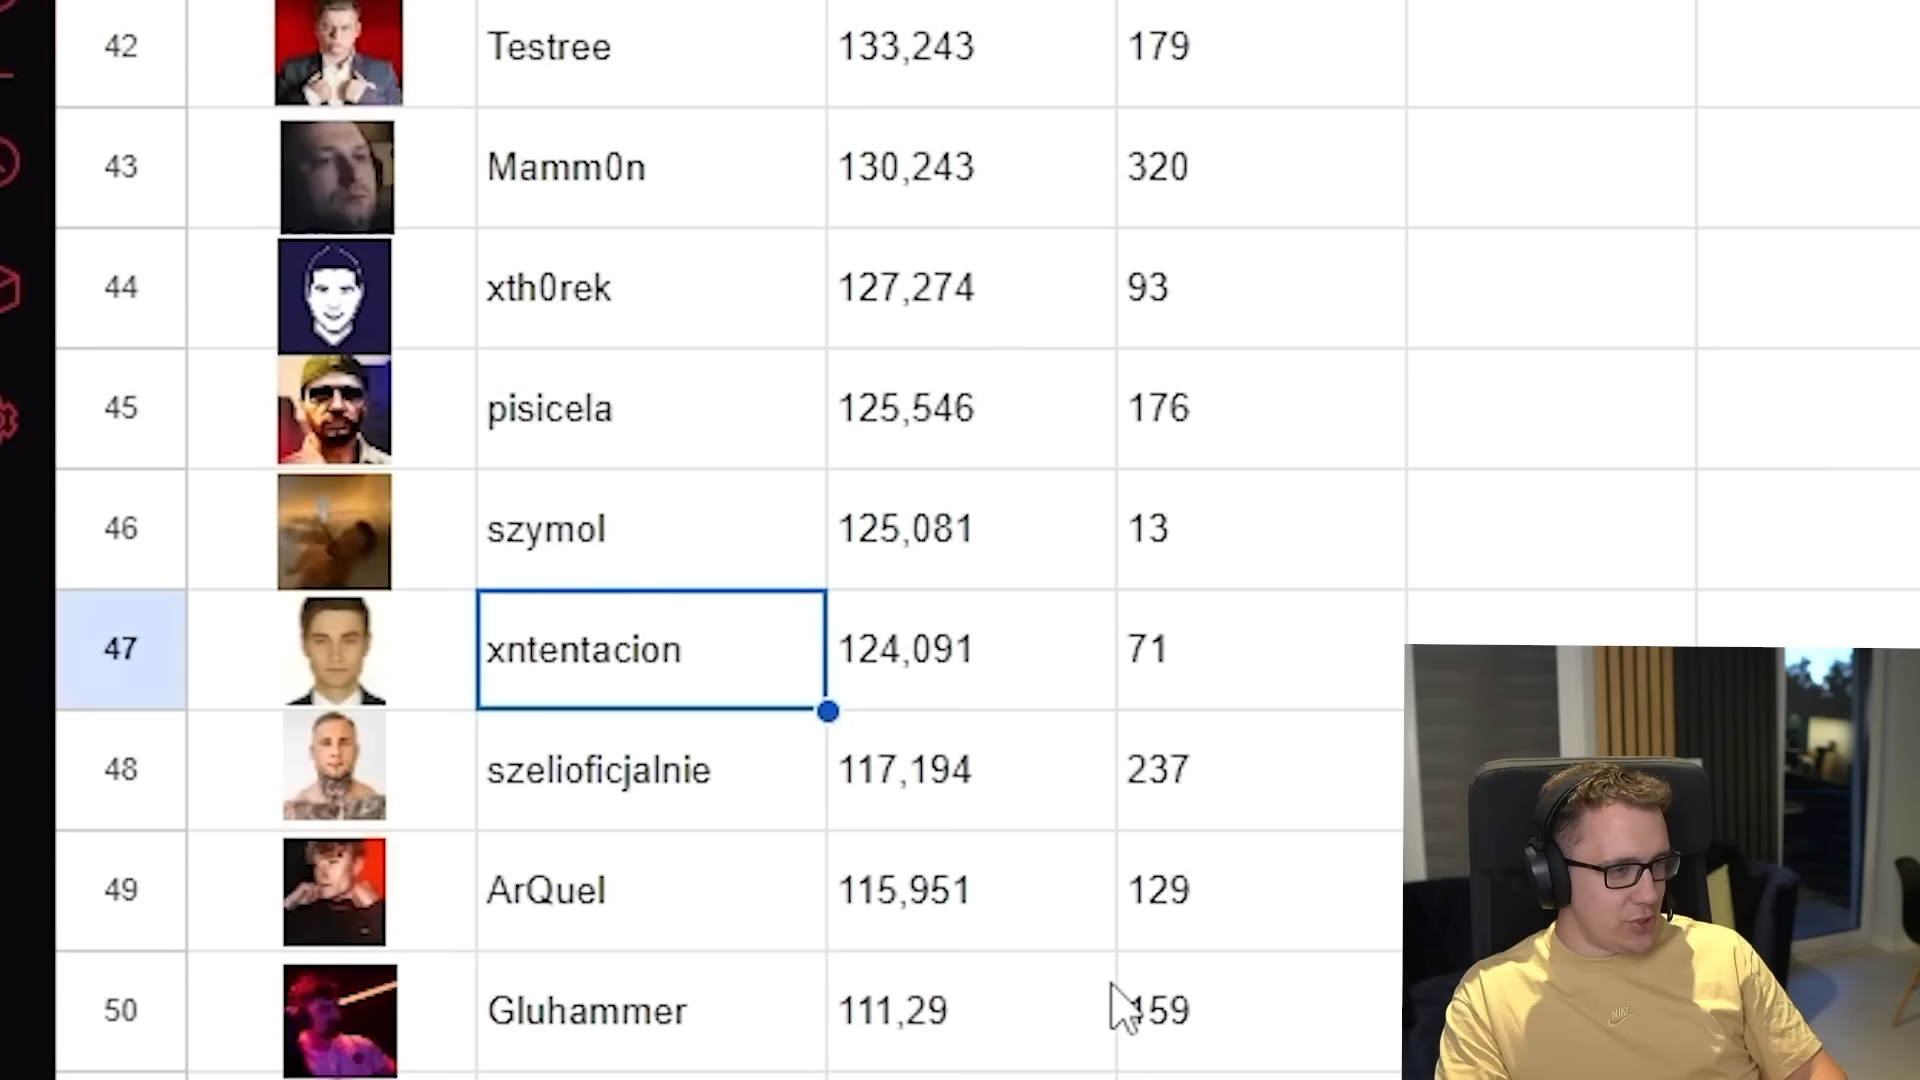 42 Testree 133,243 179
43 Mamm0n 130,243 320
44 xth0rek 127,274 93
45 pisicela 125,546 176
46 szymol 125,081 13
47 xntentacion 124,091 71
48 szelioficjalnie 117,194 237
49 ArQuel 115,951 129
50 Gluhammer 111,29 159
NIKE